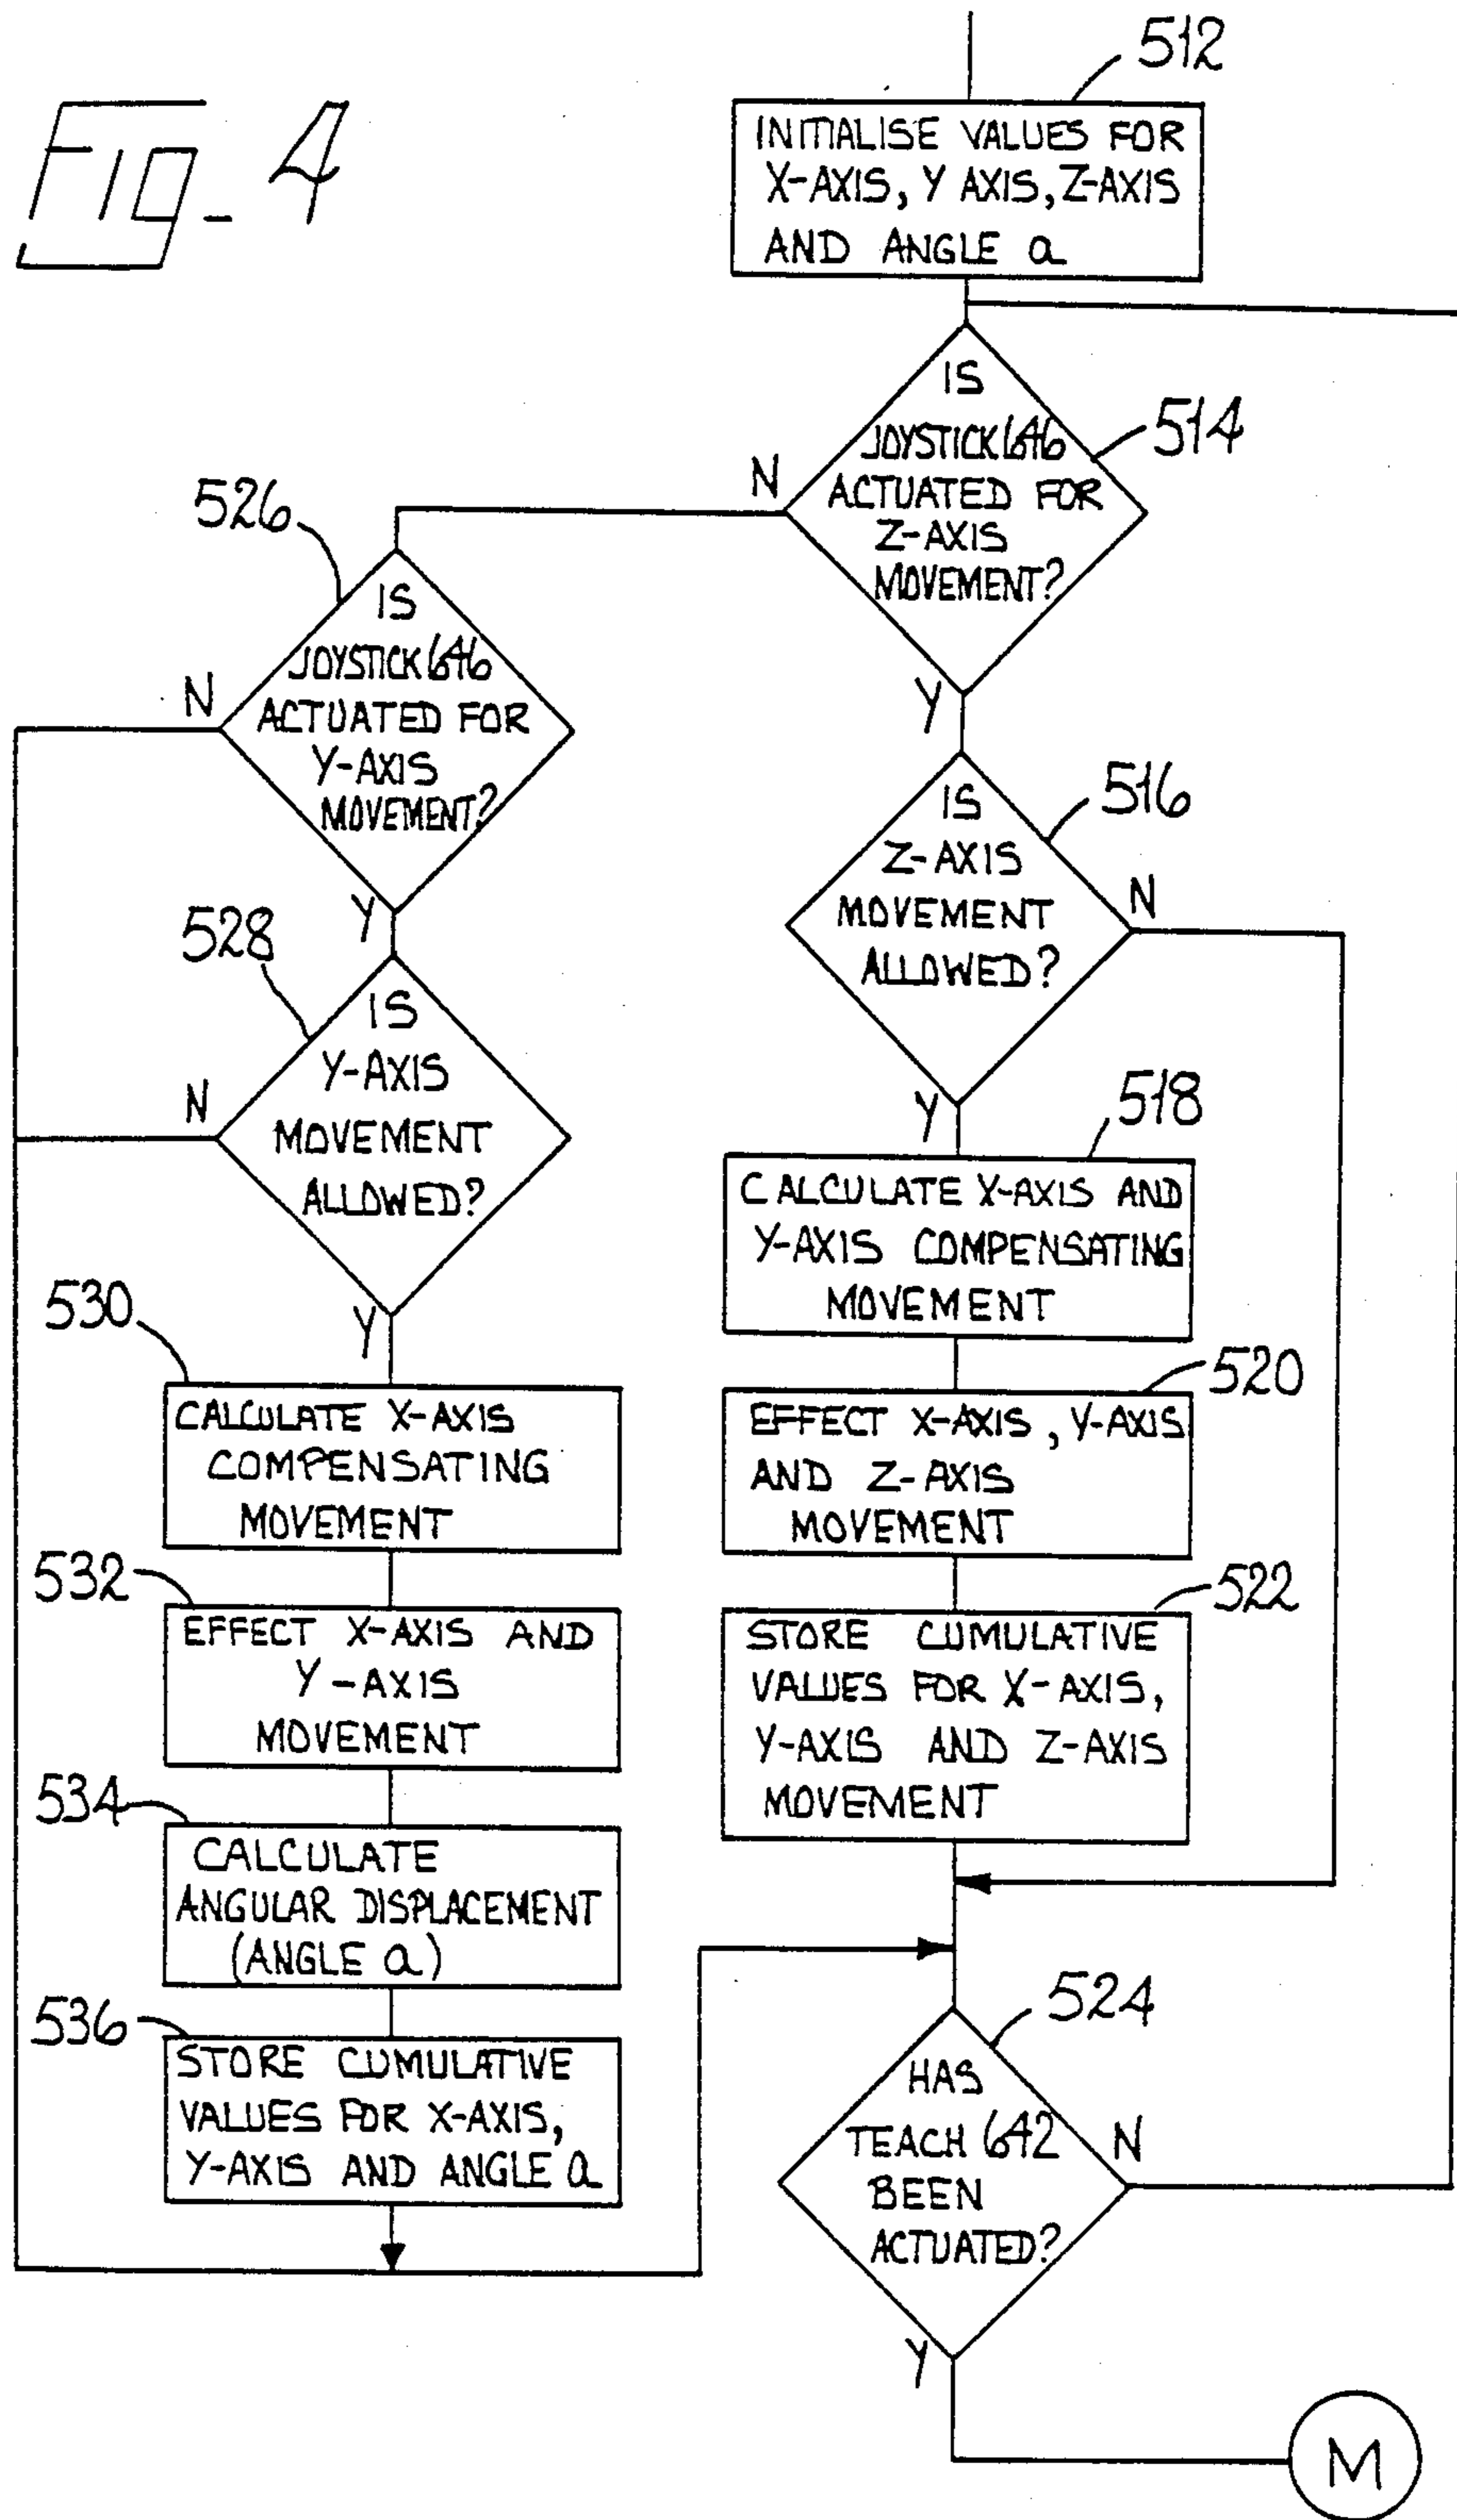 Fig_ 4
512
INITIALISE VALUES FOR
X-AXIS, Y AXIS, Z-AXIS
AND ANGLE a
514
IS
JOYSTICK 646
ACTUATED FOR
Z-AXIS
MOVEMENT?
N
Y
526
IS
JOYSTICK 646
ACTUATED FOR
Y-AXIS
MOVEMENT?
N
Y
516
IS
Z-AXIS
MOVEMENT
ALLOWED?
N
Y
528
IS
Y-AXIS
MOVEMENT
ALLOWED?
N
Y
518
CALCULATE X-AXIS AND
Y-AXIS COMPENSATING
MOVEMENT
530
CALCULATE X-AXIS
COMPENSATING
MOVEMENT
520
EFFECT X-AXIS, Y-AXIS
AND Z-AXIS
MOVEMENT
532
EFFECT X-AXIS AND
Y-AXIS
MOVEMENT
522
STORE CUMULATIVE
VALUES FOR X-AXIS,
Y-AXIS AND Z-AXIS
MOVEMENT
534
CALCULATE
ANGULAR DISPLACEMENT
(ANGLE a)
536
STORE CUMULATIVE
VALUES FOR X-AXIS,
Y-AXIS AND ANGLE a
524
HAS
TEACH 642
BEEN
ACTUATED?
N
Y
M